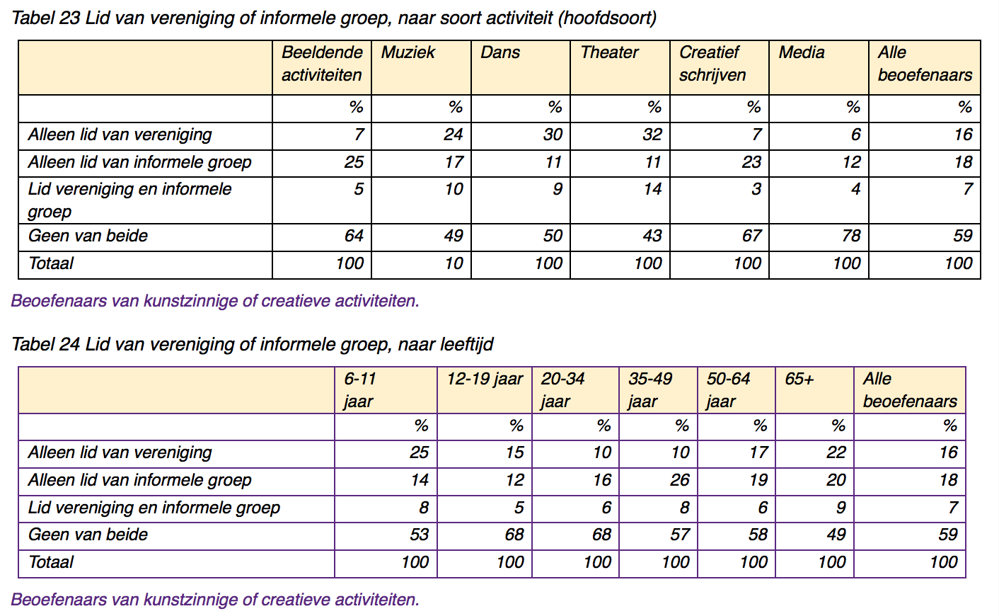 Tabel 23 Lid van vereniging of informele groep, naar soort activiteit (hoofdsoort)
Beeldende activiteiten Muziek Dans Theater Creatief schrijven Media Alle beoefenaars
% % % % % % %
Alleen lid van vereniging 7 24 30 32 7 6 16
Alleen lid van informele groep 25 17 11 11 23 12 18
Lid vereniging en informele groep 5 10 9 14 3 4 7
Geen van beide 64 49 50 43 67 78 59
Totaal 100 10 100 100 100 100 100
Beoefenaars van kunstzinnige of creatieve activiteiten.
Tabel 24 Lid van vereniging of informele groep, naar leeftijd
6-11 jaar 12-19 jaar 20-34 jaar 35-49 jaar 50-64 jaar 65+ Alle beoefenaars
% % % % % % %
Alleen lid van vereniging 25 15 10 10 17 22 16
Alleen lid van informele groep 14 12 16 26 19 20 18
Lid vereniging en informele groep 8 5 6 8 6 9 7
Geen van beide 53 68 68 57 58 49 59
Totaal 100 100 100 100 100 100 100
Beoefenaars van kunstzinnige of creatieve activiteiten.